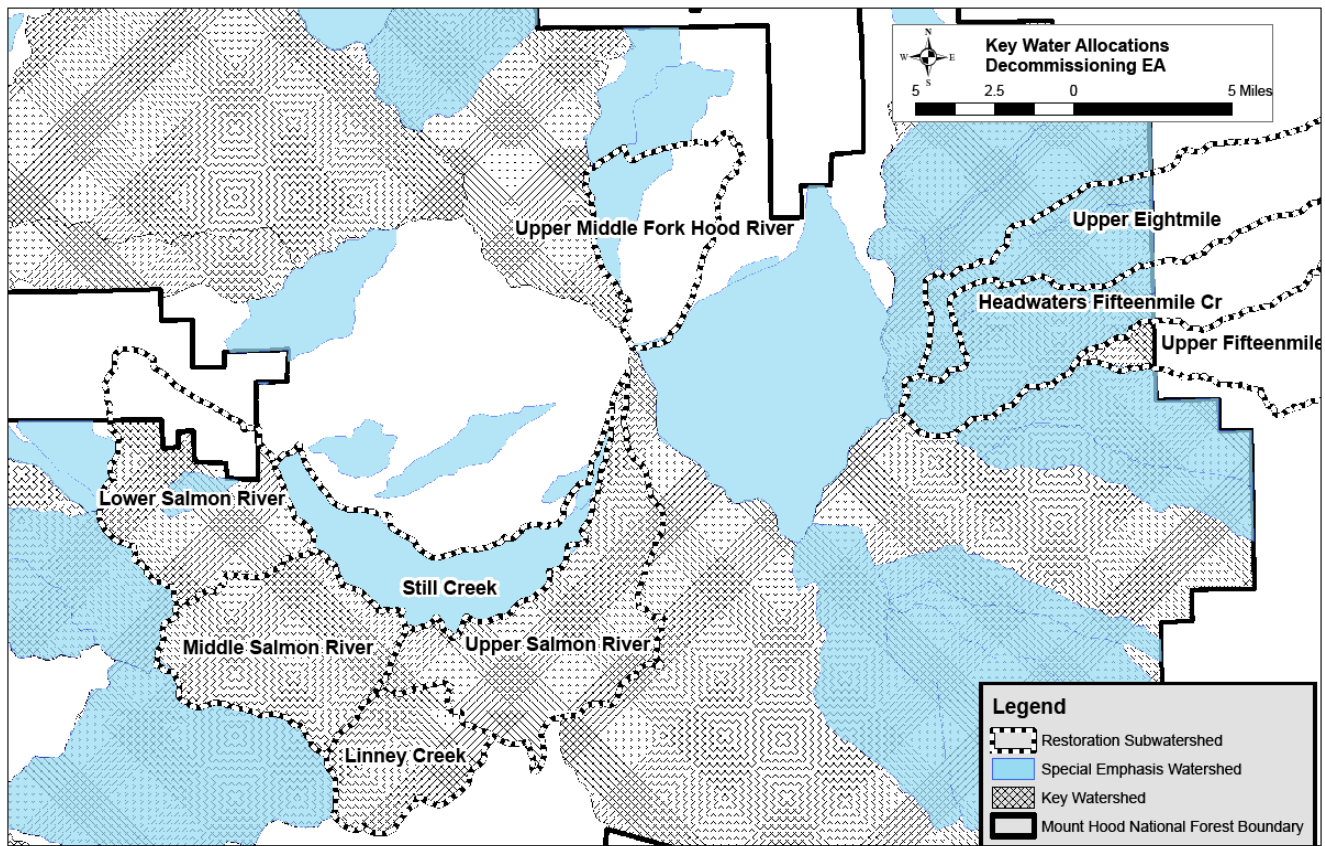 N
W E
S
Key Water Allocations
Decommissioning EA
5 2.5 0 5 Miles
Upper Middle Fork Hood River
Upper Eightmile
Headwaters Fifteenmile Cr
Upper Fifteenmile
Lower Salmon River
Still Creek
Middle Salmon River
Upper Salmon River
Linney Creek
Legend
Restoration Subwatershed
Special Emphasis Watershed
Key Watershed
Mount Hood National Forest Boundary